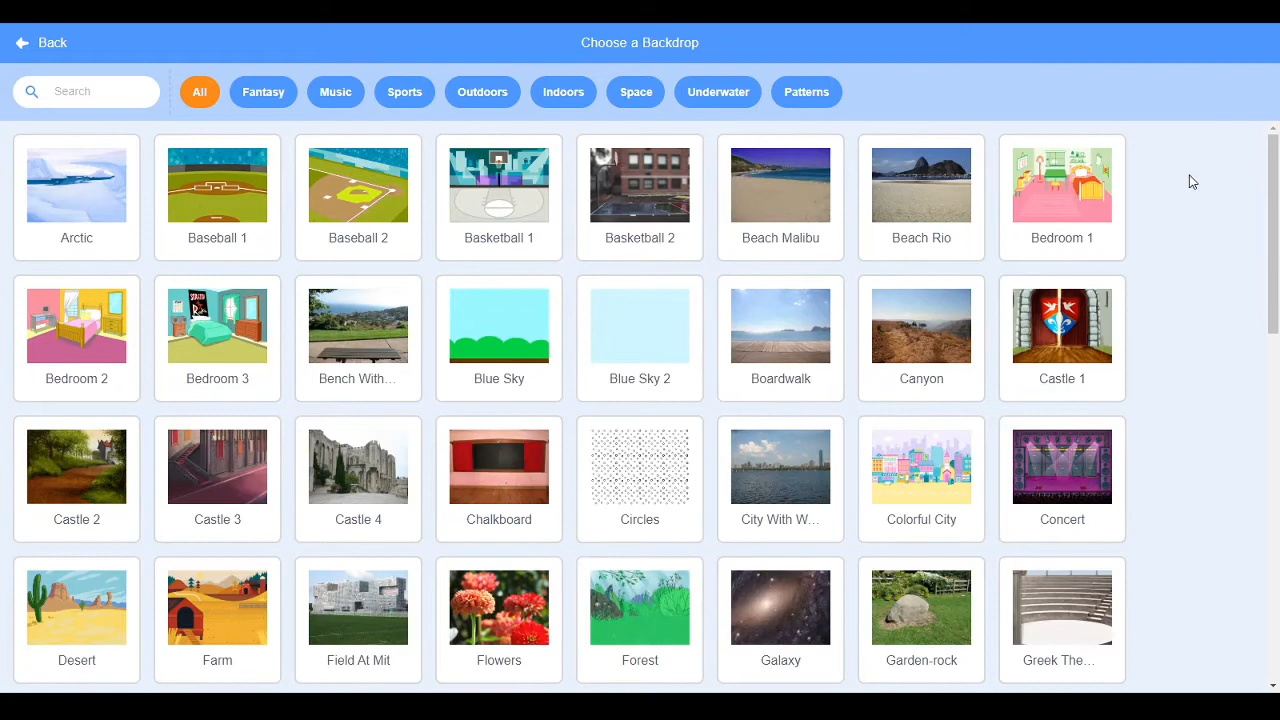 Back
Choose a Backdrop
Search
All
Fantasy
Music
Sports
Outdoors
Indoors
Space
Underwater
Patterns
Arctic
Baseball 1
Baseball 2
Basketball 1
Basketball 2
Beach Malibu
Beach Rio
Bedroom 1
Bedroom 2
Bedroom 3
Bench With...
Blue Sky
Blue Sky 2
Boardwalk
Canyon
Castle 1
Castle 2
Castle 3
Castle 4
Chalkboard
Circles
City With W...
Colorful City
Concert
Desert
Farm
Field At Mit
Flowers
Forest
Galaxy
Garden-rock
Greek The...